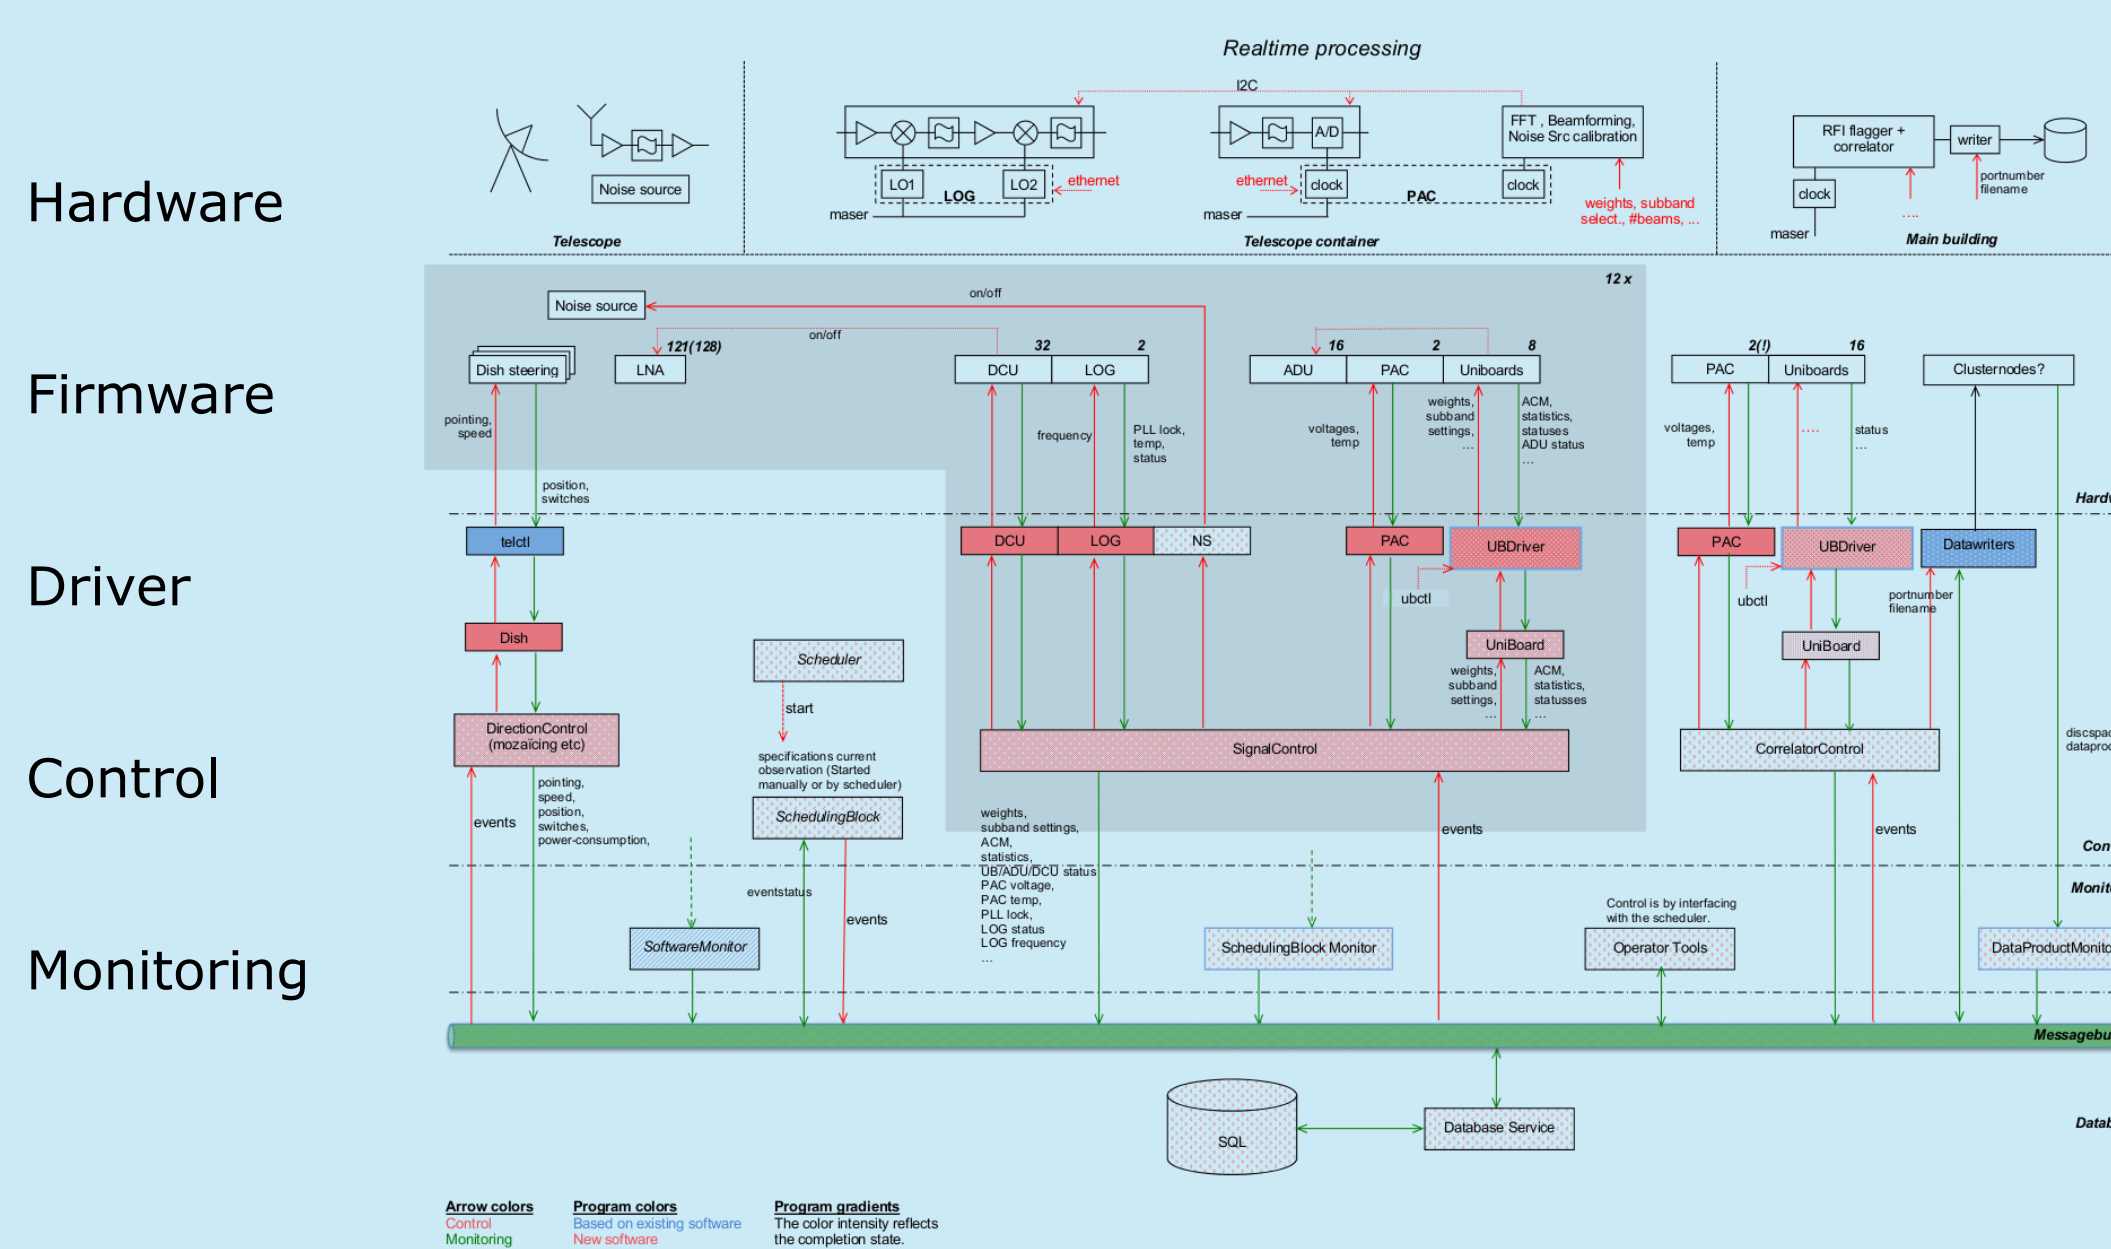 Realtime processing
I2C
FFT , Beamforming,
Noise Src calibration
A/D
RFI flagger +
correlator
writer
Noise source
LO1
LO2
LOG
ethernet
ethernet
clock
PAC
clock
clock
portnumber
filename
maser
maser
weights, subband
select., #beams, ...
....
maser
Hardware
Telescope
Telescope container
Main building
12 x
Noise source
on/off
on/off
121(128)
32
2
16
2
8
2(!)
16
Dish steering
LNA
DCU
LOG
ADU
PAC
Uniboards
PAC
Uniboards
Clusternodes?
Firmware
pointing,
speed
frequency
PLL lock,
temp,
status
voltages,
temp
weights,
subband
settings,
...
ACM,
statistics,
statuses
ADU status
...
voltages,
temp
....
status
...
position,
switches
Hardw
telctl
DCU
LOG
NS
PAC
UBDriver
PAC
UBDriver
Datawriters
Driver
ubctl
ubctl
portnumber
filename
Dish
UniBoard
UniBoard
Scheduler
weights,
subband
settings,
...
ACM,
statistics,
statusses
...
start
DirectionControl
(mozaïcing etc)
SignalControl
CorrelatorControl
discspac
dataproc
Control
specifications current
observation (Started
manually or by scheduler)
pointing,
speed,
position,
switches,
power-consumption,
events
SchedulingBlock
weights,
subband settings,
ACM,
statistics,
UB/ADU/DCU status
PAC voltage,
PAC temp,
PLL lock,
LOG status
LOG frequency
...
events
events
Con
eventstatus
events
Monito
Control is by interfacing
with the scheduler.
Monitoring
SoftwareMonitor
SchedulingBlock Monitor
Operator Tools
DataProductMonito
Messagebu
SQL
Database Service
Datab
Arrow colors
Control
Monitoring
Program colors
Based on existing software
New software
Program gradients
The color intensity reflects
the completion state.